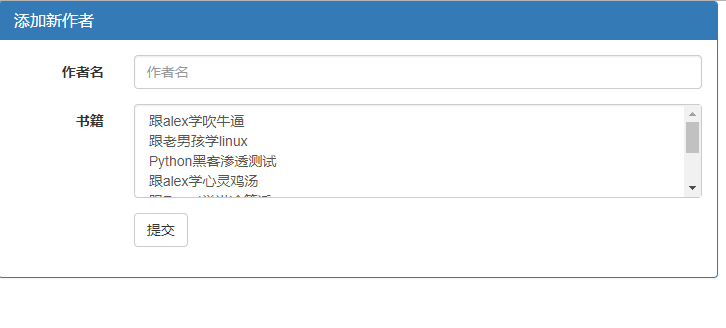 添加新作者
作者名
作者名
书籍
跟alex学吹牛逼
跟老男孩学linux
Python黑客渗透测试
跟alex学心灵鸡汤
提交